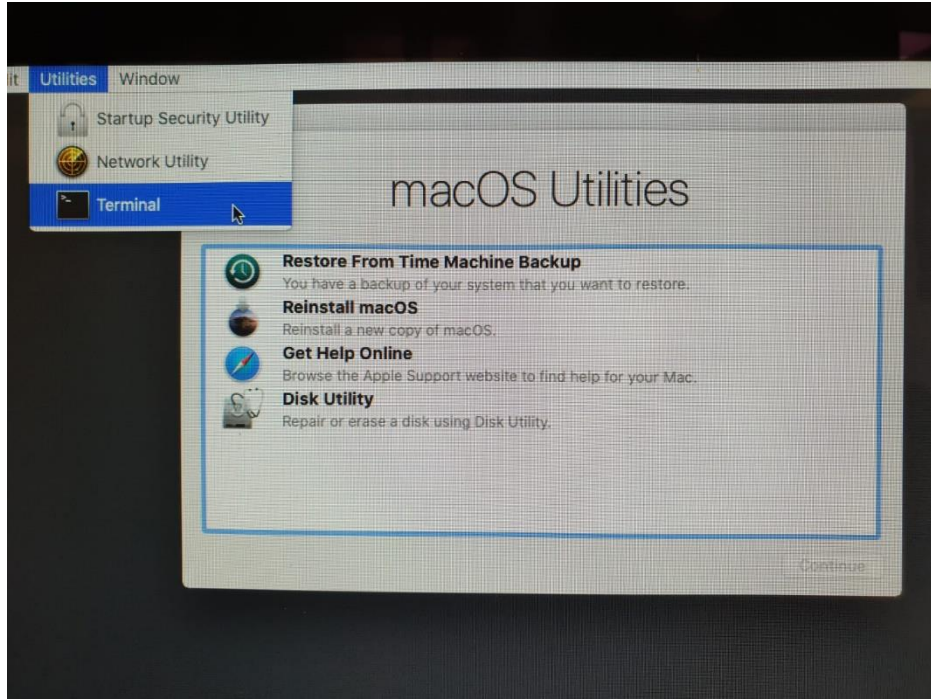 it Utilities Window
Startup Security Utility
Network Utility
Terminal
macOS Utilities
Restore From Time Machine Backup
You have a backup of your system that you want to restore.
Reinstall macOS
Reinstall a new copy of macOS.
Get Help Online
Browse the Apple Support website to find help for your Mac.
Disk Utility
Repair or erase a disk using Disk Utility.
Continue